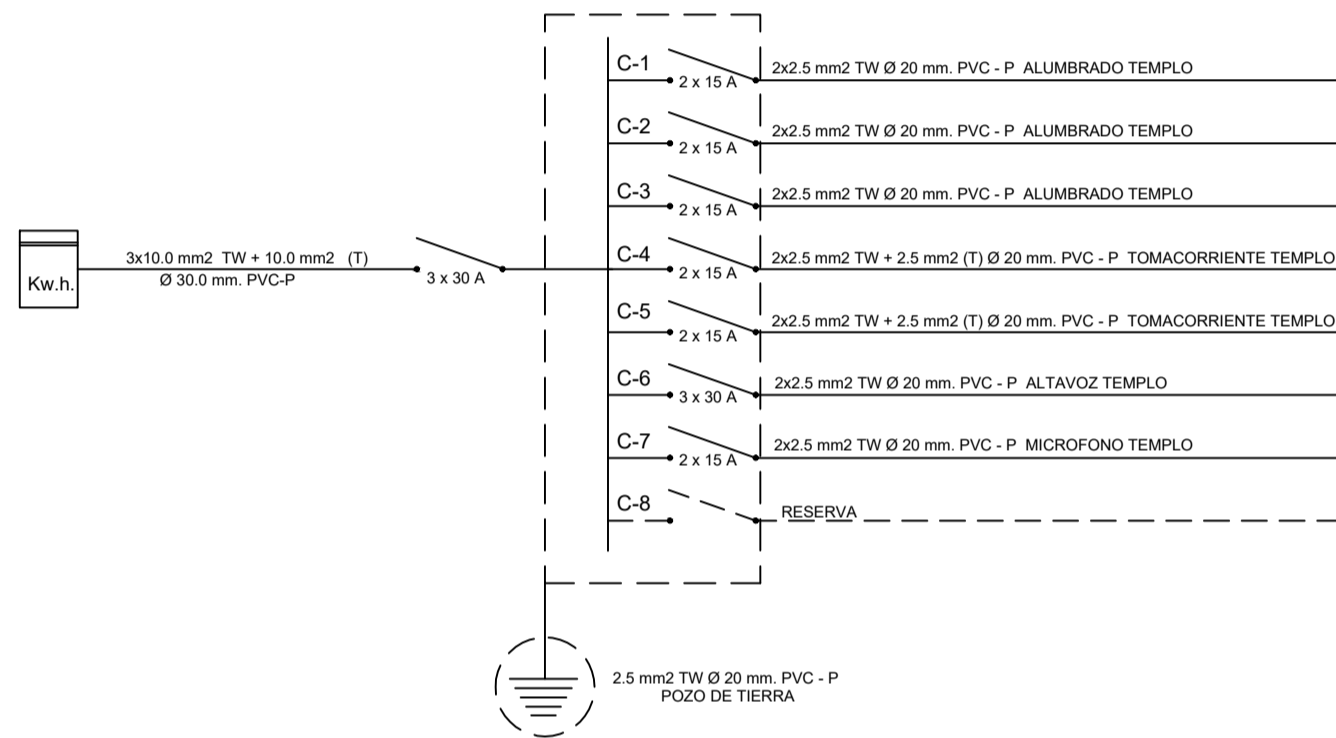 C-1
2 x 15 A
2x2.5 mm2 TW Ø 20 mm. PVC - P ALUMBRADO TEMPLO
C-2
2 x 15 A
2x2.5 mm2 TW Ø 20 mm. PVC - P ALUMBRADO TEMPLO
C-3
2 x 15 A
2x2.5 mm2 TW Ø 20 mm. PVC - P ALUMBRADO TEMPLO
Kw.h.
3x10.0 mm2 TW + 10.0 mm2 (T)
Ø 30.0 mm. PVC-P
3 x 30 A
C-4
2 x 15 A
2x2.5 mm2 TW + 2.5 mm2 (T) Ø 20 mm. PVC - P TOMACORRIENTE TEMPLO
C-5
2 x 15 A
2x2.5 mm2 TW + 2.5 mm2 (T) Ø 20 mm. PVC - P TOMACORRIENTE TEMPLO
C-6
3 x 30 A
2x2.5 mm2 TW Ø 20 mm. PVC - P ALTAVOZ TEMPLO
C-7
2 x 15 A
2x2.5 mm2 TW Ø 20 mm. PVC - P MICROFONO TEMPLO
C-8
RESERVA
2.5 mm2 TW Ø 20 mm. PVC - P
POZO DE TIERRA